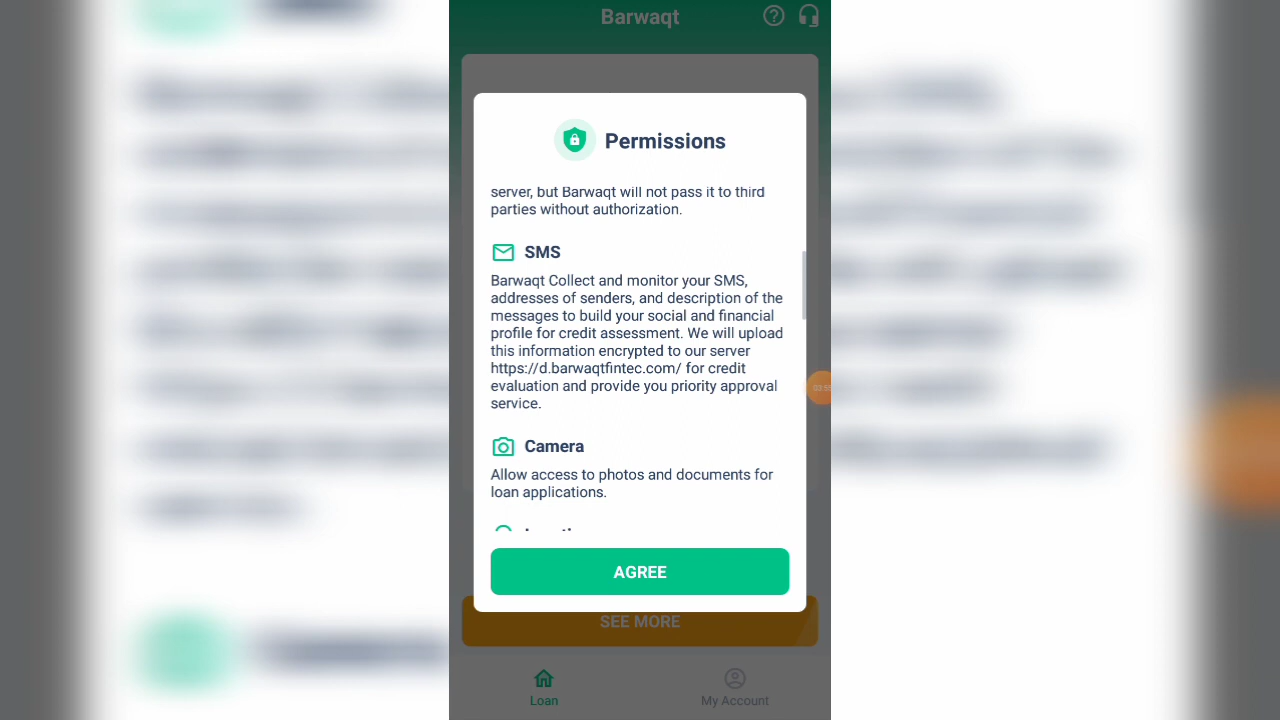 Barwaqt
Permissions
server, but Barwaqt will not pass it to third
parties without authorization.
SMS
Barwaqt Collect and monitor your SMS,
addresses of senders, and description of the
messages to build your social and financial
profile for credit assessment. We will upload
this information encrypted to our server
https://d.barwaqtfintec.com/ for credit
evaluation and provide you priority approval
service.
Camera
Allow access to photos and documents for
loan applications.
AGREE
SEE MORE
Loan
My Account